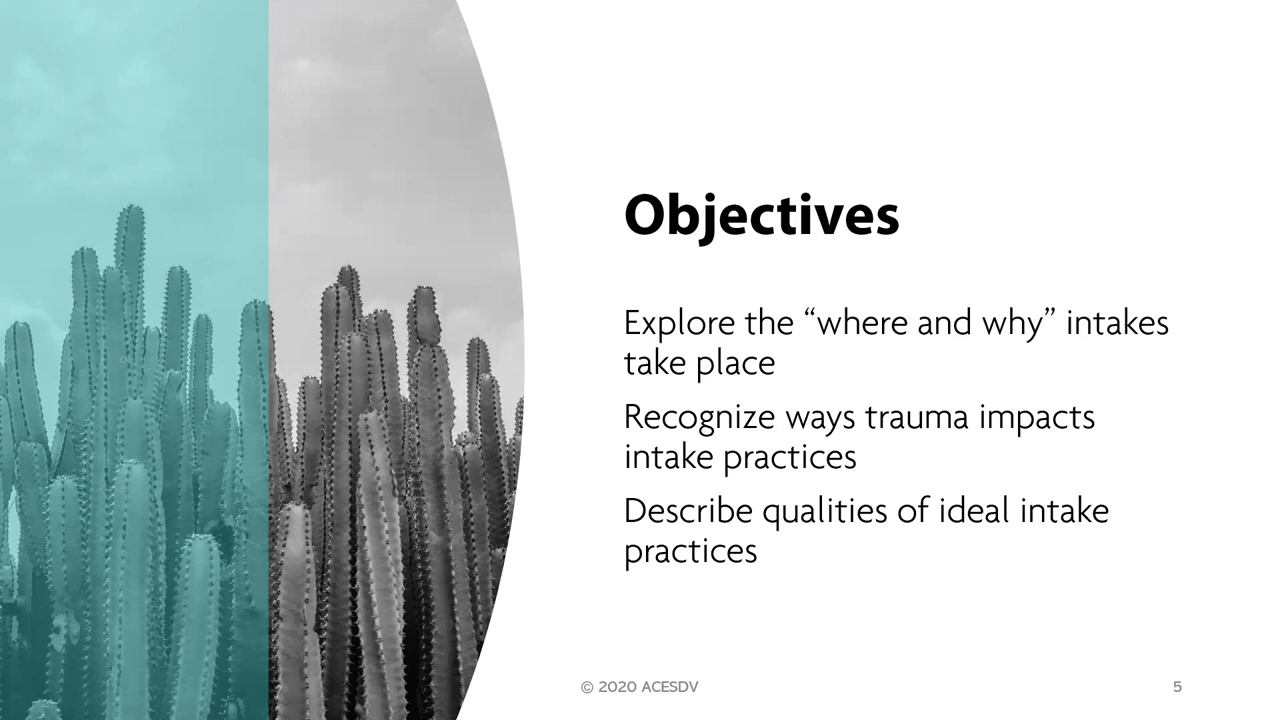 Objectives
Explore the “where and why” intakes
take place
Recognize ways trauma impacts
intake practices
Describe qualities of ideal intake
practices
© 2020 ACESDV
5